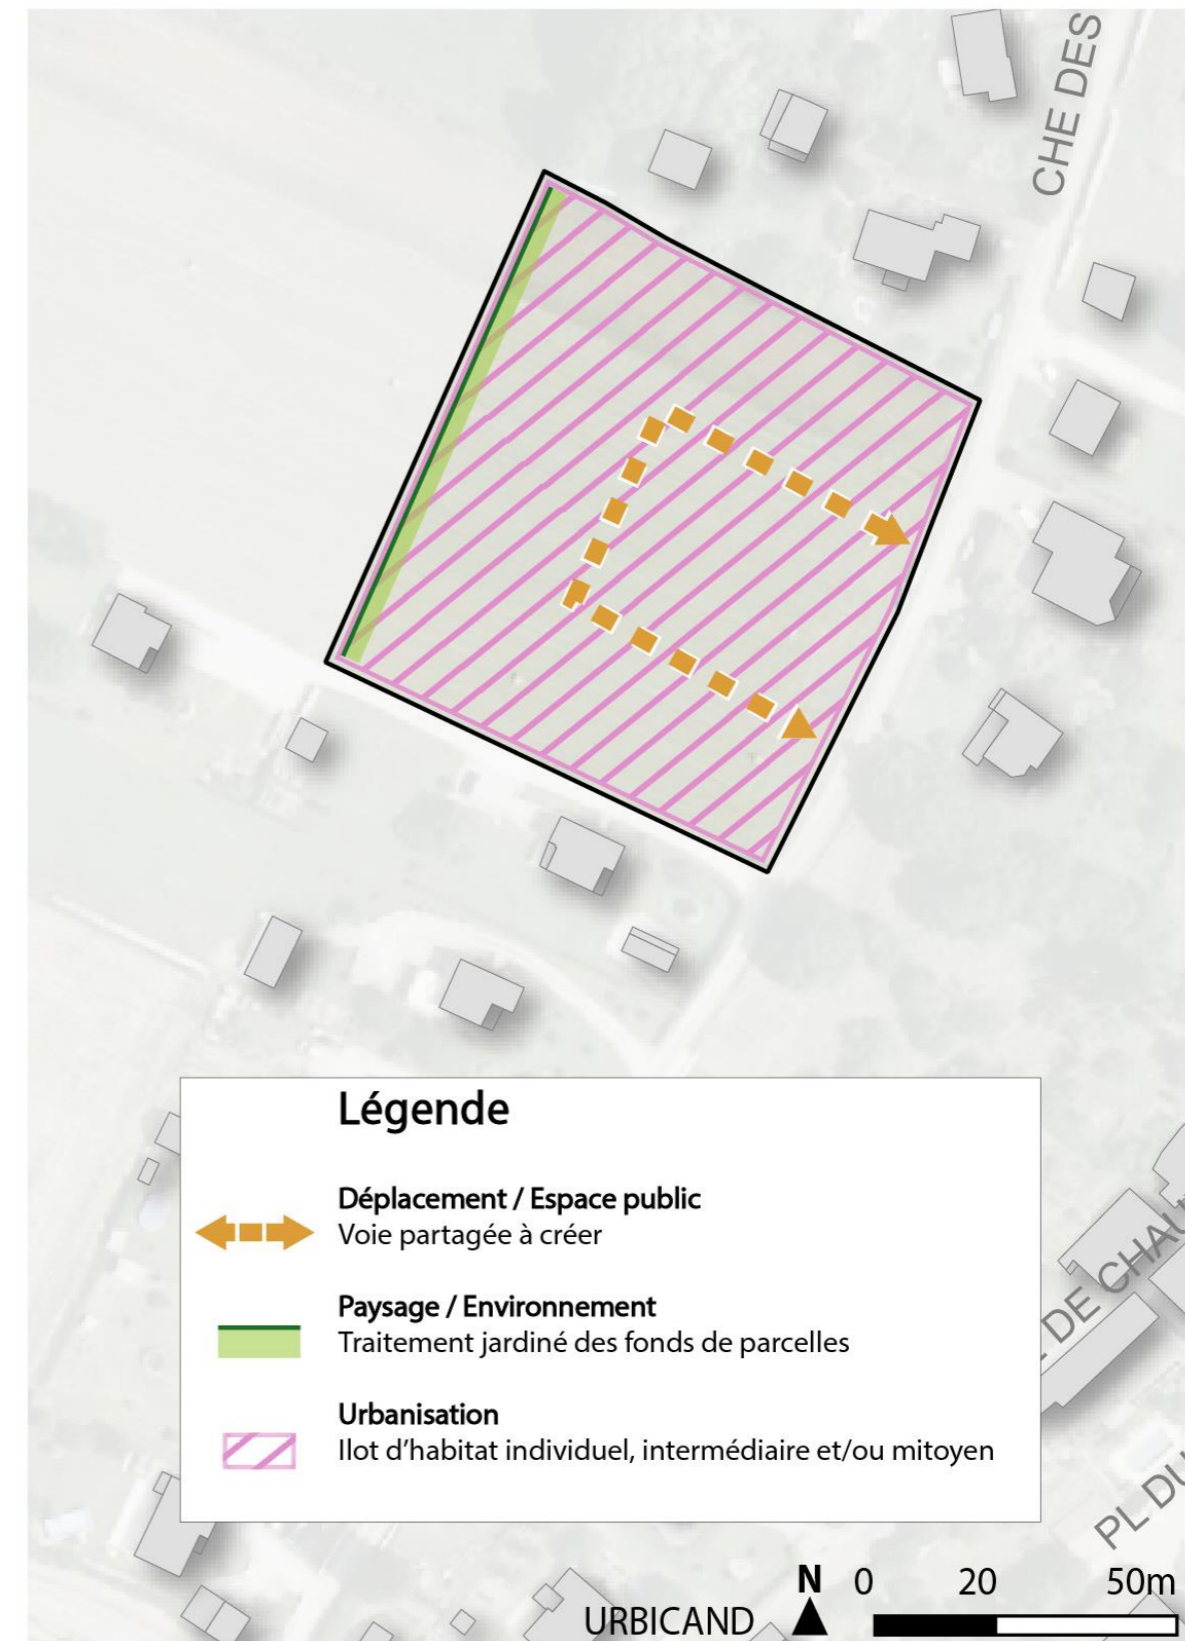 CHE DES
Légende
Déplacement / Espace public
Voie partagée à créer
Paysage / Environnement
Traitement jardiné des fonds de parcelles
Urbanisation
Ilot d'habitat individuel, intermédiaire et/ou mitoyen
DE CHAU
PL DU
N 0 20 50m
URBICAND